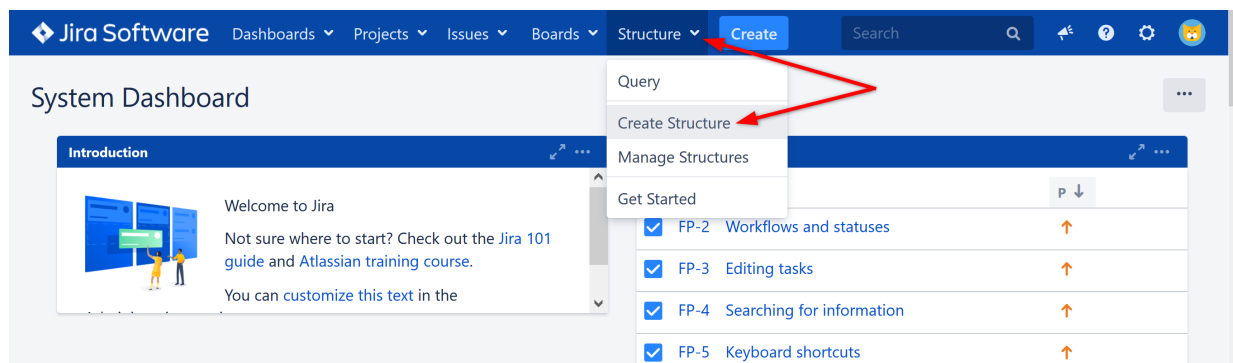 Jira Software Dashboards Projects Issues Boards Structure Create Search
Query
Create Structure
Manage Structures
Get Started
System Dashboard
Introduction
Welcome to Jira
Not sure where to start? Check out the Jira 101
guide and Atlassian training course.
You can customize this text in the
P
FP-2 Workflows and statuses
FP-3 Editing tasks
FP-4 Searching for information
FP-5 Keyboard shortcuts